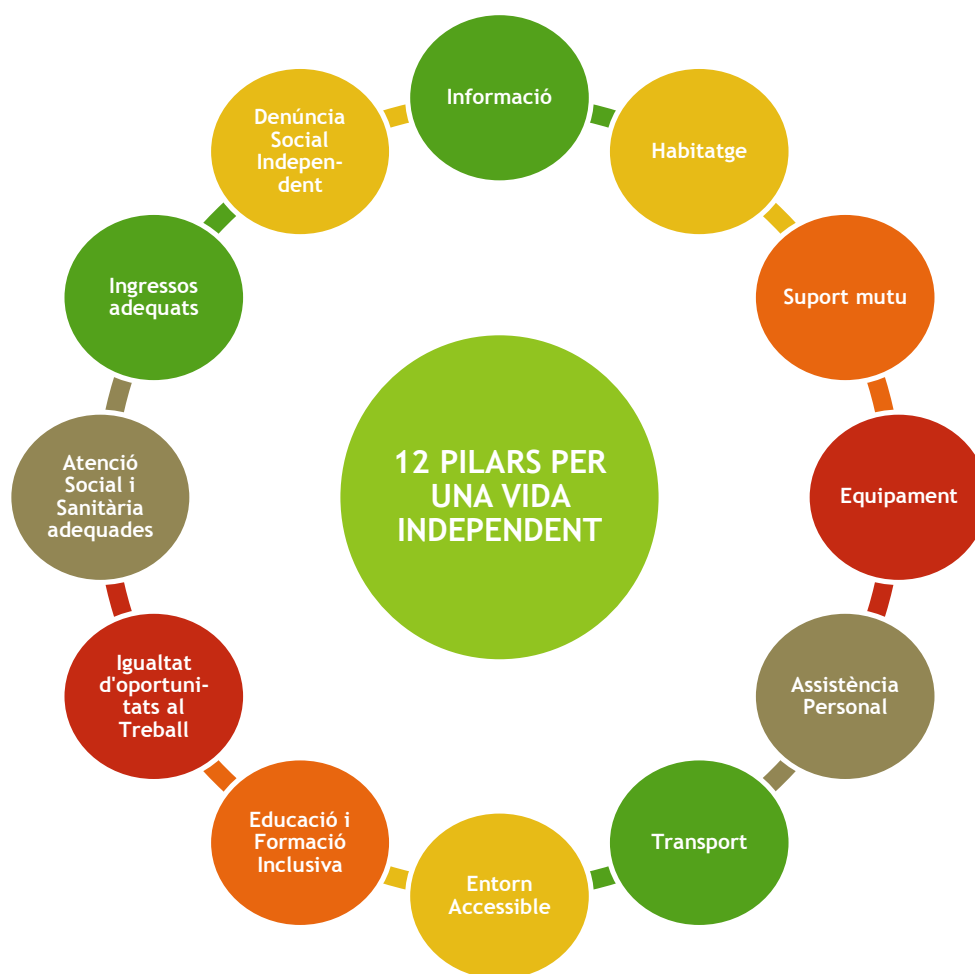 Informació
Habitatge
Suport mutu
Equipament
Assistència
Personal
Transport
Entorn
Accessible
Educació i
Formació
Inclusiva
Igualtat
d'oportuni-
tats al
Treball
Atenció
Social i
Sanitària
adequades
Ingressos
adequats
Denúncia
Social
Indepen-
dent
12 PILARS PER
UNA VIDA
INDEPENDENT